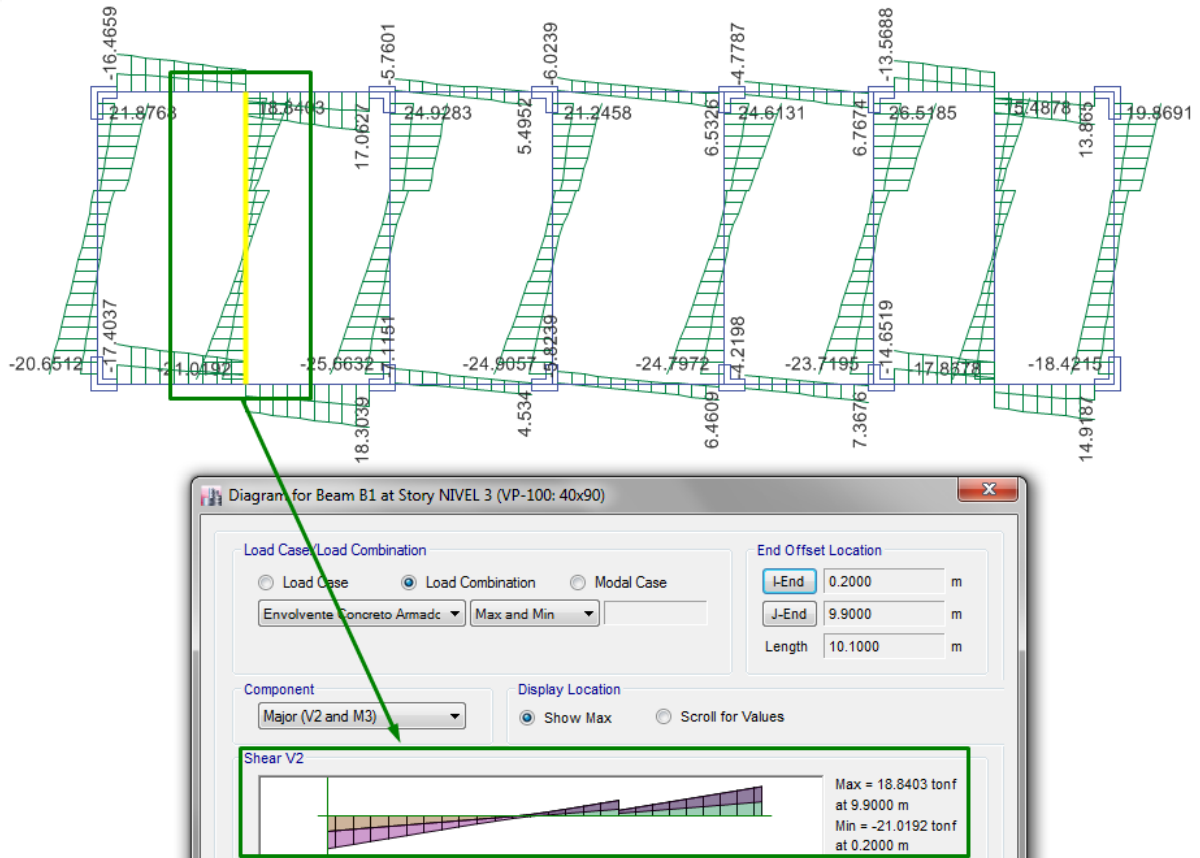 -16.4659
-5.7601
-6.0239
-4.7787
-13.5688
21.8768
18.8403
17.0627
24.9283
5.4952
21.2458
6.5326
24.6131
6.7674
26.5185
15.4878
13.865
19.8691
-20.6512
-17.4037
-21.0192
-25.6632
-7.1151
-24.9057
-5.8239
-24.7972
-4.2198
-23.7195
-14.6519
-17.8678
-18.4215
18.3039
4.534
6.4609
7.3676
14.9187
Diagram for Beam B1 at Story NIVEL 3 (VP-100: 40x90)
Load Case/Load Combination
Load Case Load Combination Modal Case
Envolvente Concreto Armadc Max and Min
End Offset Location
I-End 0.2000 m
J-End 9.9000 m
Length 10.1000 m
Component
Major (V2 and M3)
Display Location
Show Max Scroll for Values
Shear V2
Max = 18.8403 tonf
at 9.9000 m
Min = -21.0192 tonf
at 0.2000 m